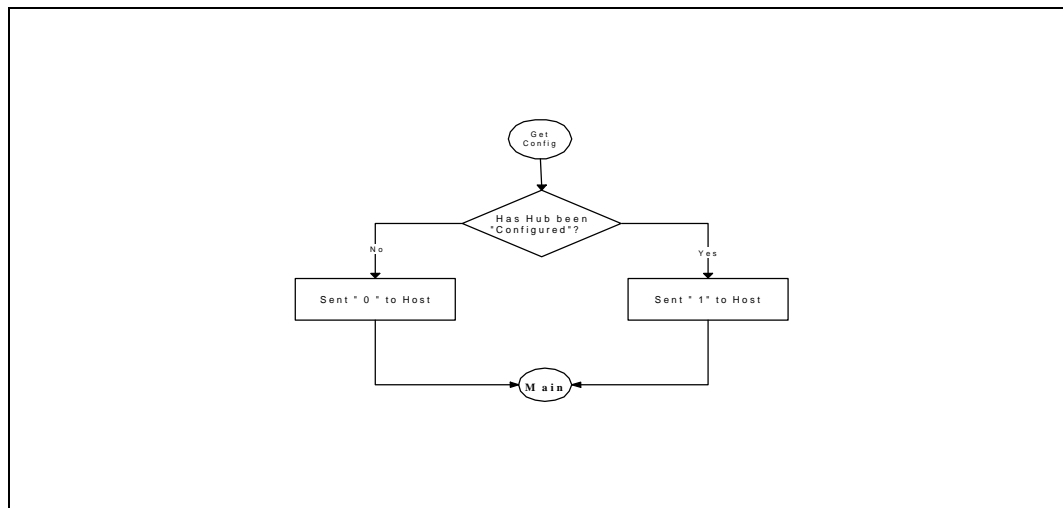 Get
Config
Has Hub been
"Configured"?
No
Yes
Sent " 0 " to Host
Sent " 1" to Host
Main